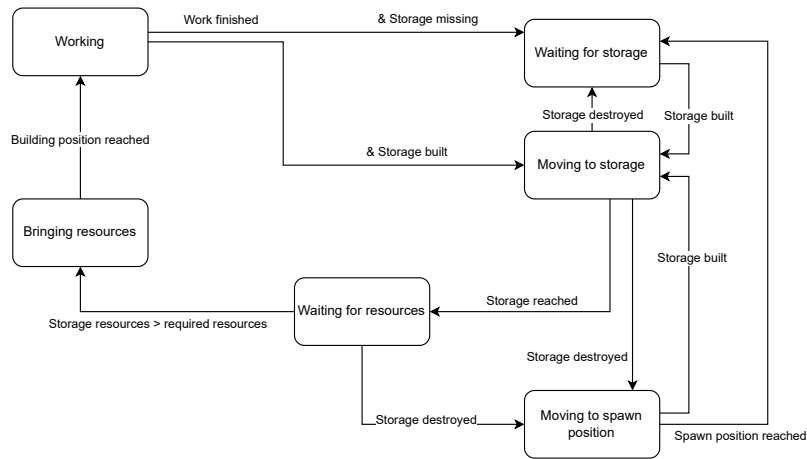 Work finished
& Storage missing
Working
Waiting for storage
Storage destroyed
Storage built
Building position reached
& Storage built
Moving to storage
Bringing resources
Storage built
Storage reached
Waiting for resources
Storage resources > required resources
Storage destroyed
Storage destroyed
Moving to spawn
position
Spawn position reached